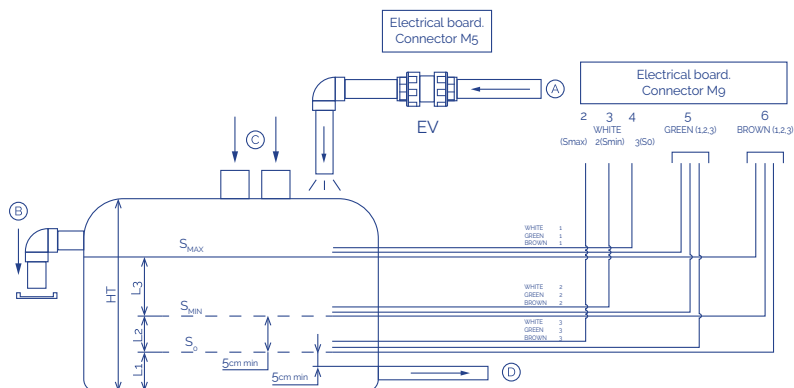 Electrical board.
Connector M5
A
EV
Electrical board.
Connector M9
2 3 4 5 6
WHITE GREEN (1,2,3) BROWN (1,2,3)
(Smax) 2(Smin) 3(S0)
C
B
WHITE 1
GREEN 1
BROWN 1
SMAX
HT
L3
WHITE 2
GREEN 2
BROWN 2
SMIN
L2
WHITE 3
GREEN 3
BROWN 3
S0
L1
5cm min
5cm min
D